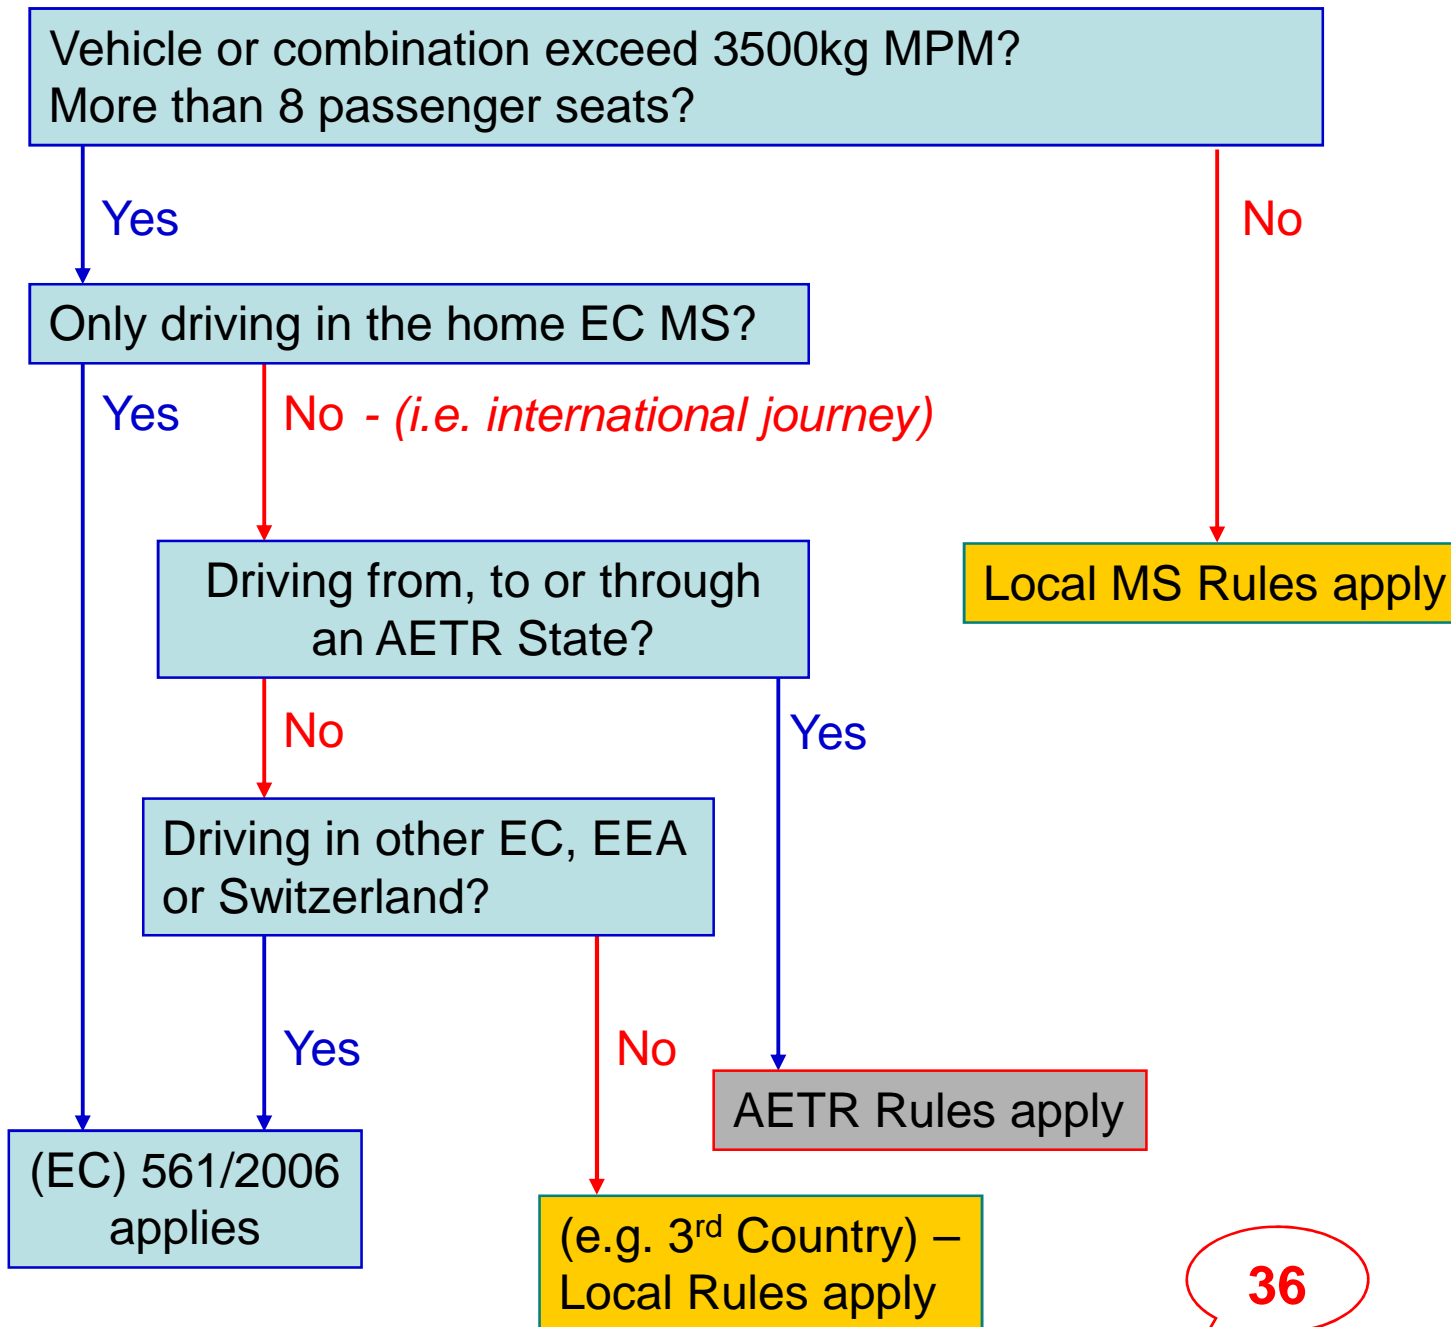 Vehicle or combination exceed 3500kg MPM?
More than 8 passenger seats?
Yes
No
Only driving in the home EC MS?
Yes
No - (i.e. international journey)
Driving from, to or through
an AETR State?
Local MS Rules apply
No
Yes
Driving in other EC, EEA
or Switzerland?
Yes
No
AETR Rules apply
(EC) 561/2006
applies
(e.g. 3rd Country) –
Local Rules apply
36